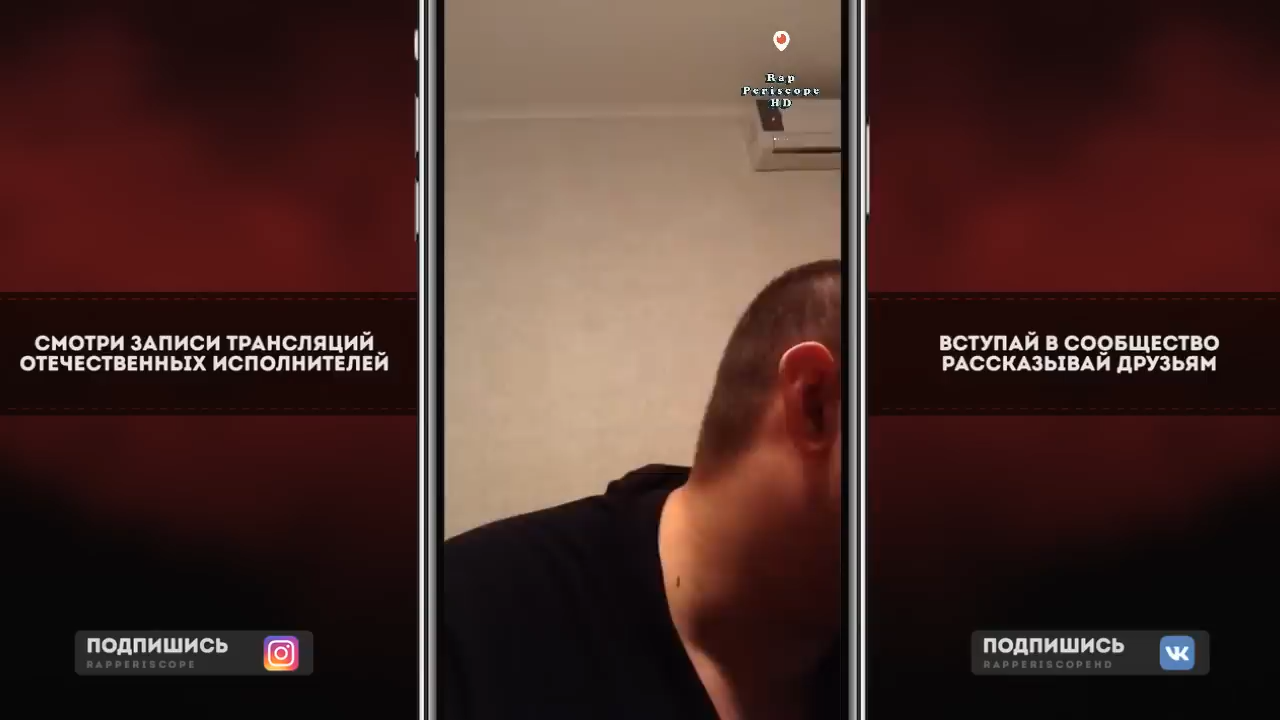 Rap
Periscope
HD
СМОТРИ ЗАПИСИ ТРАНСЛЯЦИЙ
ОТЕЧЕСТВЕННЫХ ИСПОЛНИТЕЛЕЙ
ВСТУПАЙ В СООБЩЕСТВО
РАССКАЗЫВАЙ ДРУЗЬЯМ
ПОДПИШИСЬ
RAPPERISCOPE
ПОДПИШИСЬ
RAPPERISCOPEHD